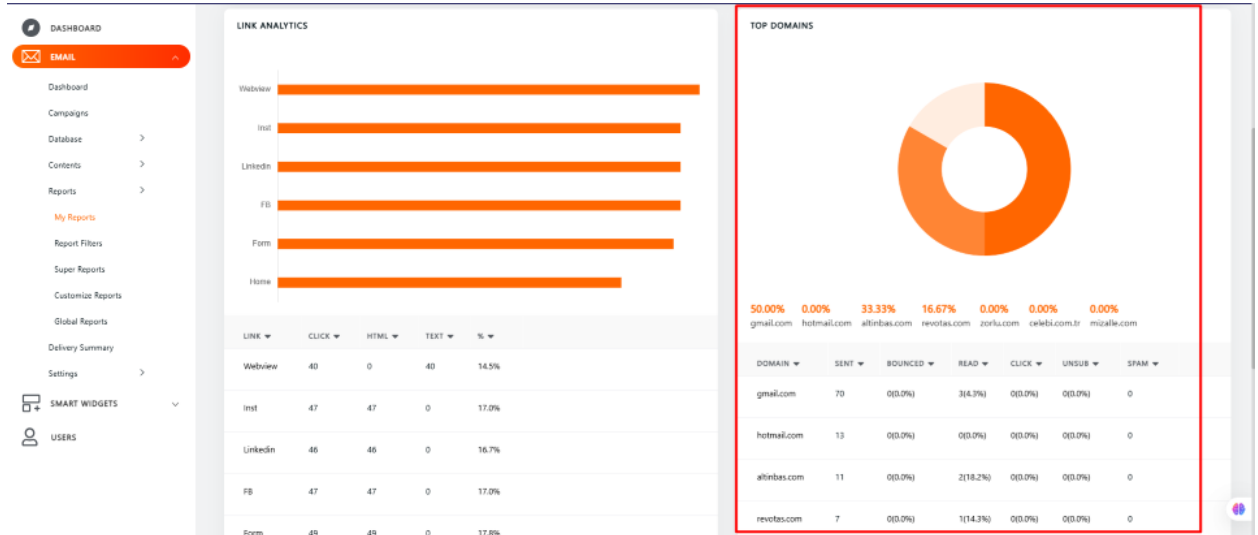 DASHBOARD
EMAIL
Dashboard
Campaigns
Database
Contents
Reports
My Reports
Report Filters
Super Reports
Customize Reports
Global Reports
Delivery Summary
Settings
SMART WIDGETS
USERS
LINK ANALYTICS
Webview
Inst
Linkedin
FB
Form
Home
LINK CLICK HTML TEXT %
Webview 40 0 40 14.5%
Inst 47 47 0 17.0%
Linkedin 46 46 0 16.7%
FB 47 47 0 17.0%
Form 49 49 0 17.8%
TOP DOMAINS
50.00% 0.00% 33.33% 16.67% 0.00% 0.00% 0.00%
gmail.com hotmail.com altinbas.com revotas.com zorlu.com celebi.com.tr mizalle.com
DOMAIN SENT BOUNCED READ CLICK UNSUB SPAM
gmail.com 70 0(0.0%) 3(4.3%) 0(0.0%) 0(0.0%) 0
hotmail.com 13 0(0.0%) 0(0.0%) 0(0.0%) 0(0.0%) 0
altinbas.com 11 0(0.0%) 2(18.2%) 0(0.0%) 0(0.0%) 0
revotas.com 7 0(0.0%) 1(14.3%) 0(0.0%) 0(0.0%) 0